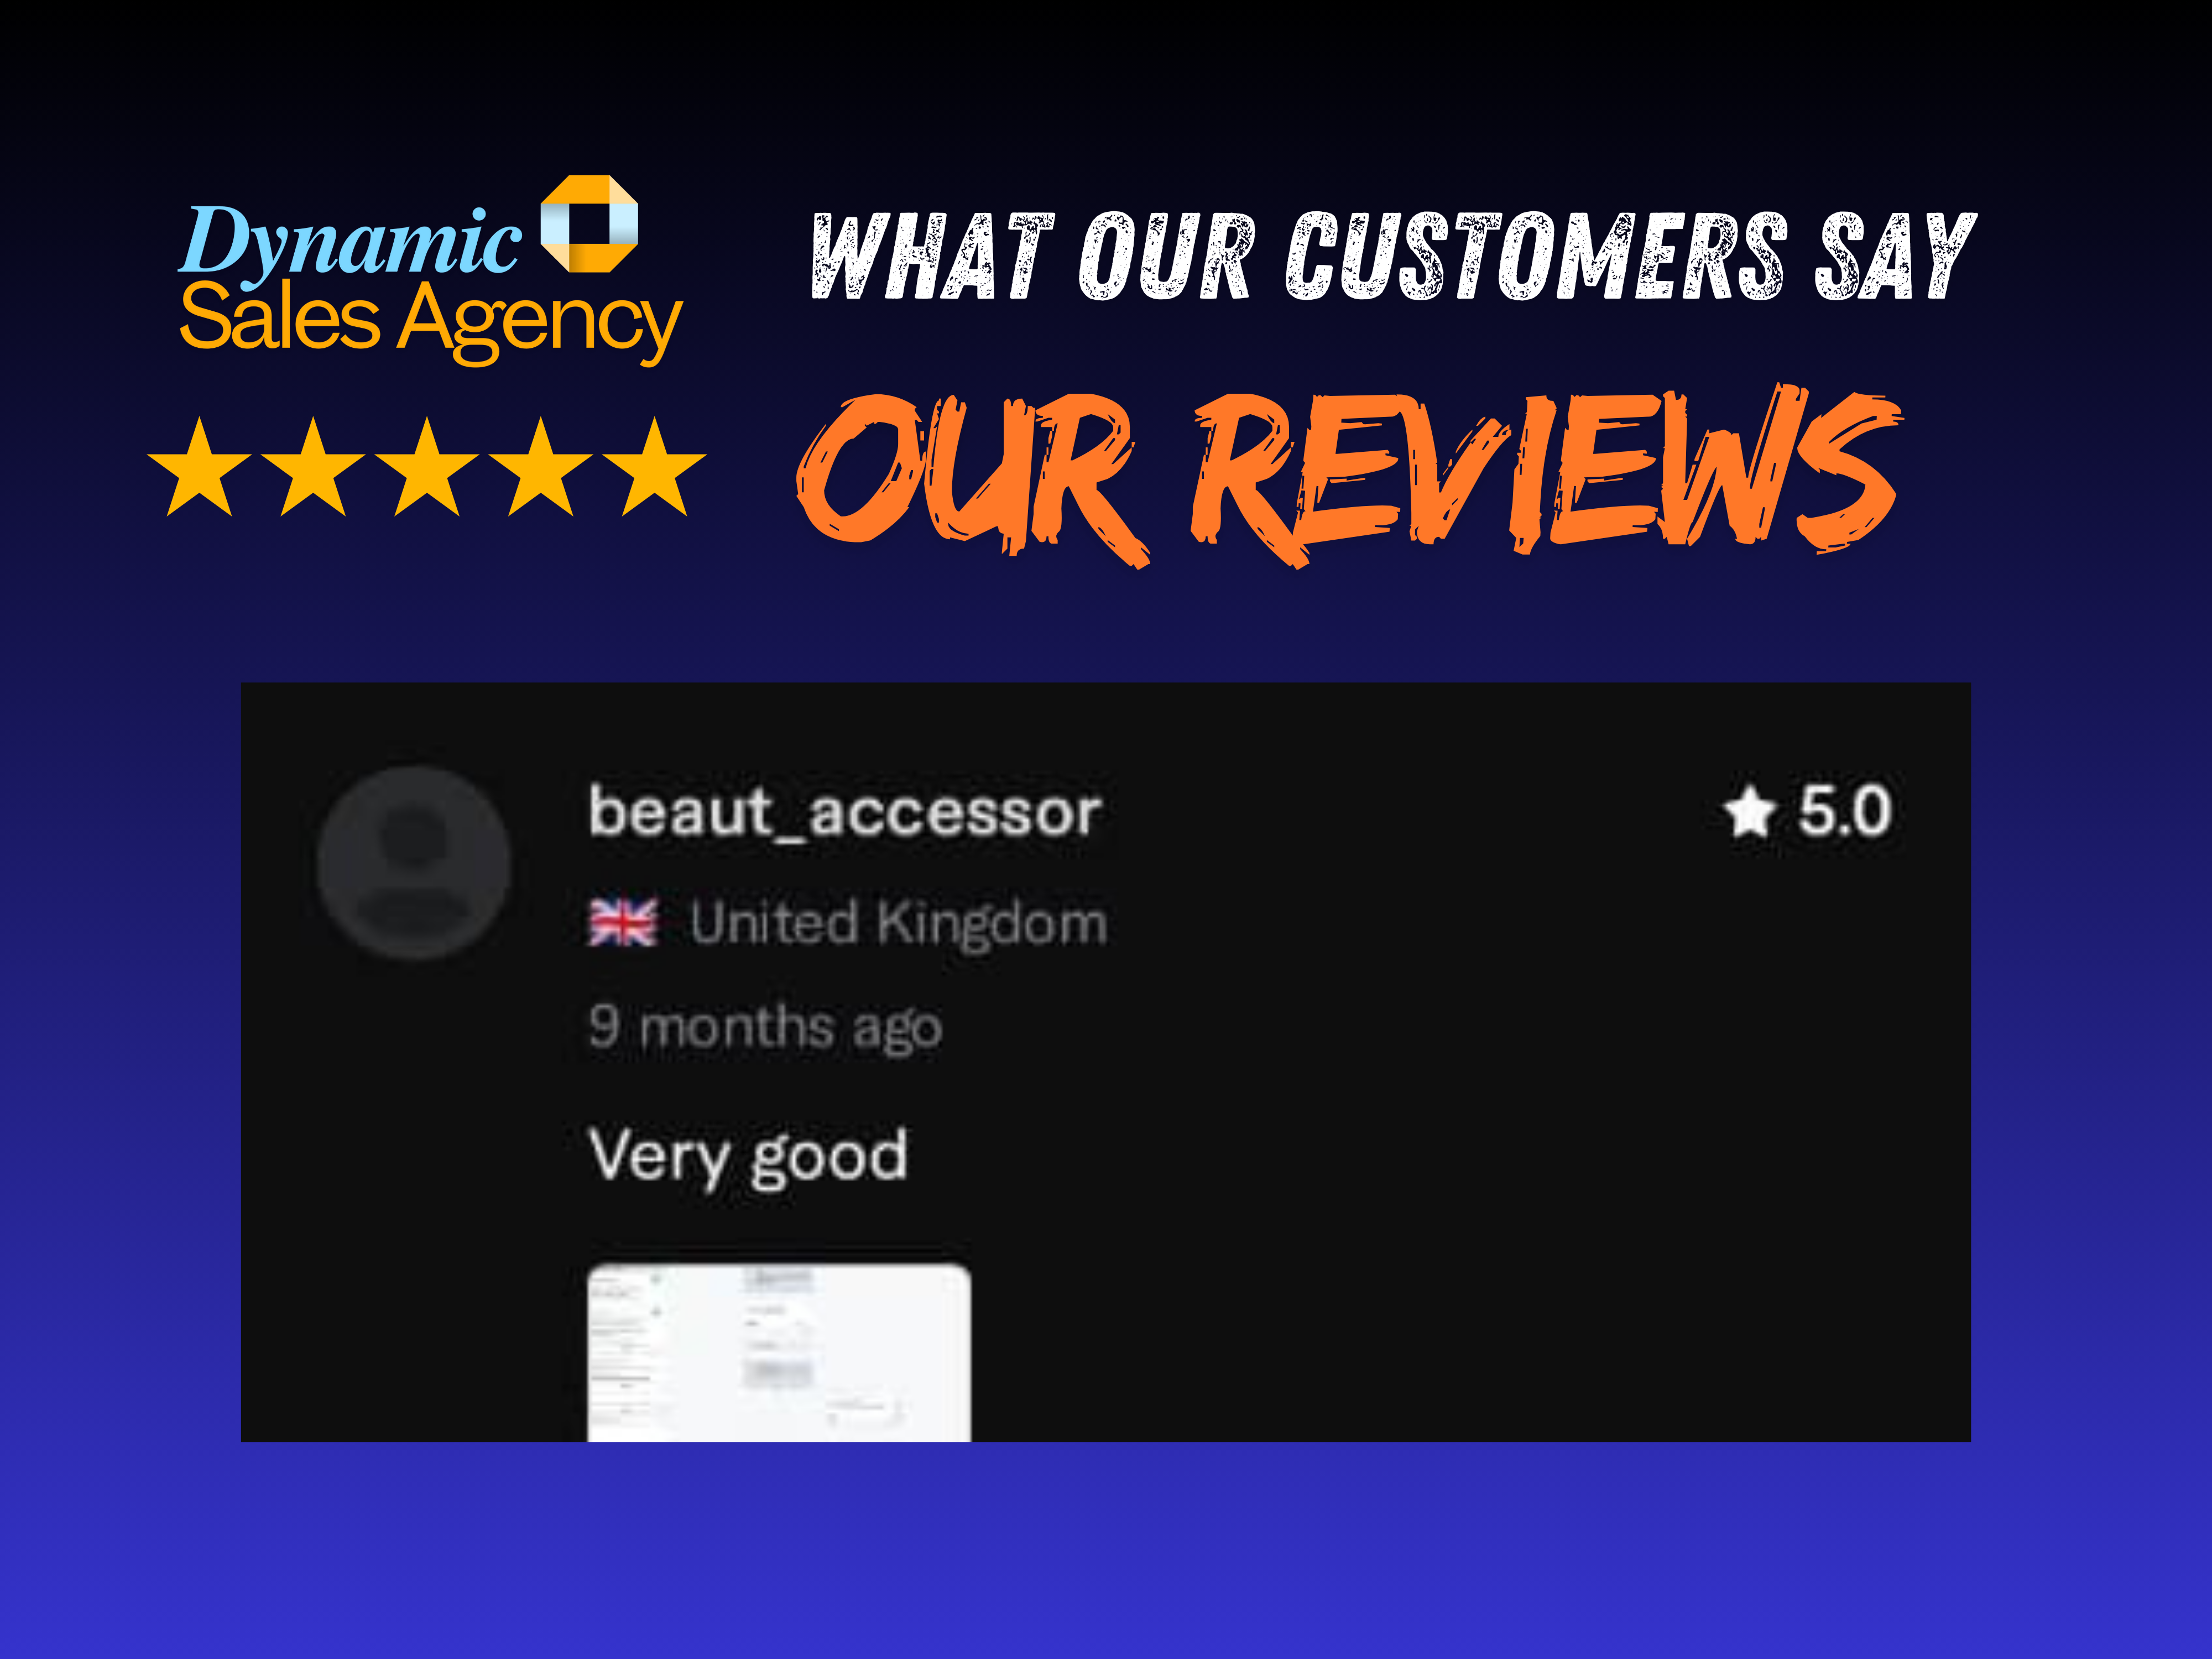 Dynamic
Sales Agency
WHAT OUR CUSTOMERS SAY
OUR REVIEWS
beaut_accessor
5.0
United Kingdom
9 months ago
Very good